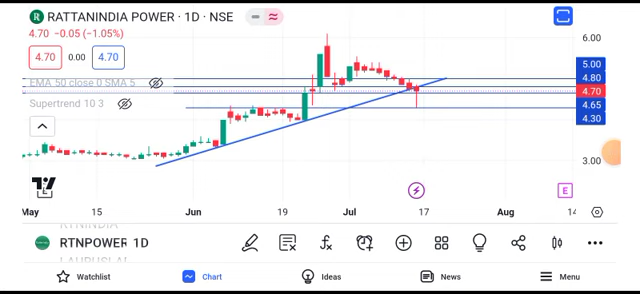 R RATTANINDIA POWER · 1D · NSE
4.70 −0.05 (−1.05%)
4.70 0.00 4.70
EMA 50 close 0 SMA 5
Supertrend 10 3
6.00
5.00
4.80
4.70
4.65
4.30
3.00
E
May 15 Jun 19 Jul 17 Aug 14
RTNINDIA
RTNPOWER 1D
Watchlist Chart Ideas News Menu